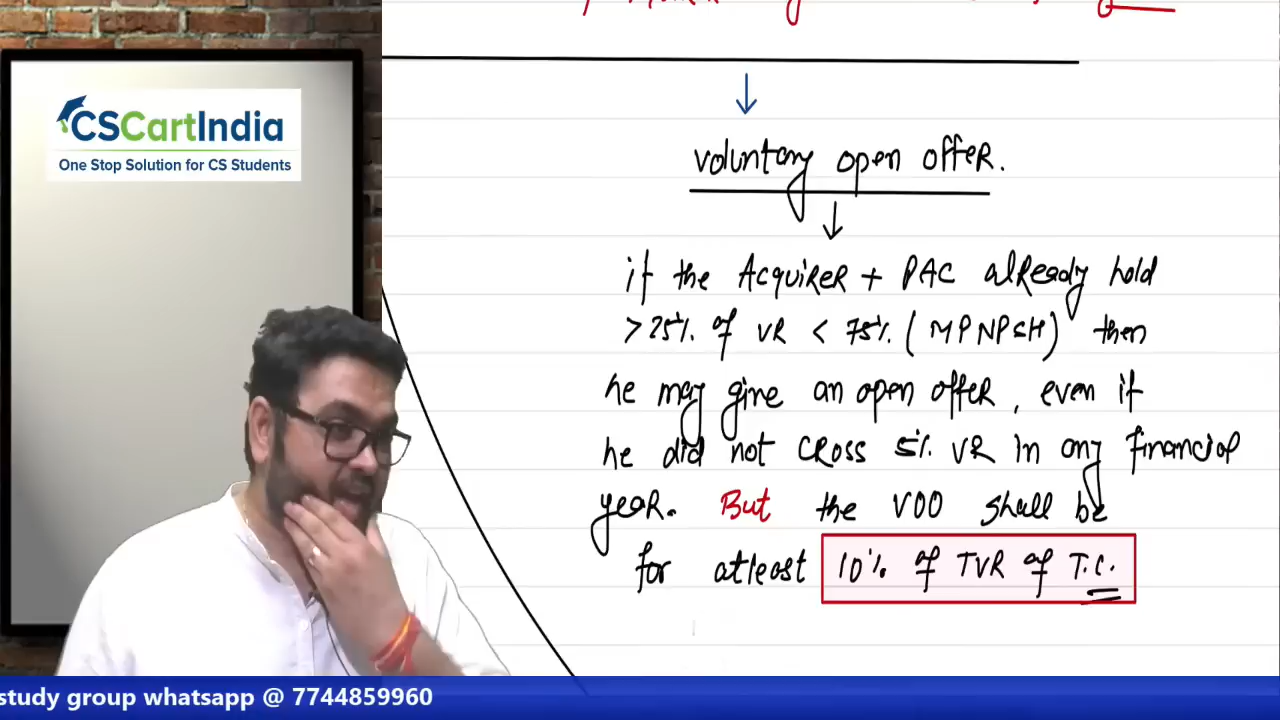 CSCartIndia
One Stop Solution for CS Students
voluntary open offer.
if the Acquirer + PAC already hold
>25% of VR < 75% (MPNPSH) then
he may give an open offer, even if
he did not cross 5% VR in any financial
year. But the VOO shall be
for atleast 10% of TVR of T.C.
study group whatsapp @ 7744859960